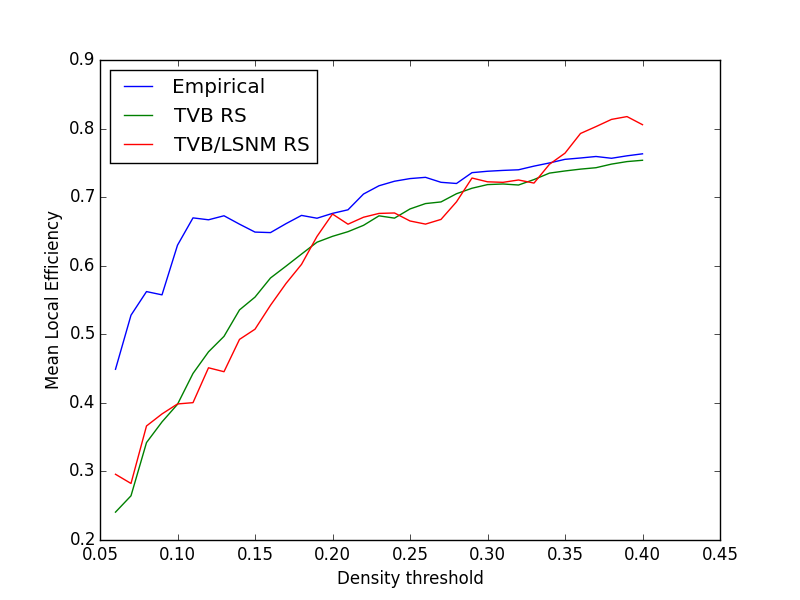 0.9
0.8
0.7
0.6
0.5
0.4
0.3
0.2
Mean Local Efficiency
Empirical
TVB RS
TVB/LSNM RS
0.05 0.10 0.15 0.20 0.25 0.30 0.35 0.40 0.45
Density threshold